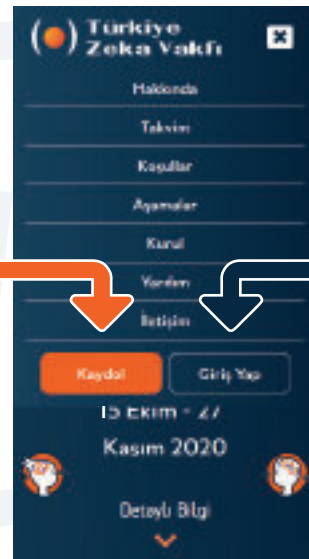 Türkiye
Zeka Vakfı
Hakkında
Takvim
Koşullar
Aşamalar
Kurul
Yardım
İletişim
Kaydol
Giriş Yap
15 Ekim - 27
Kasım 2020
Detaylı Bilgi